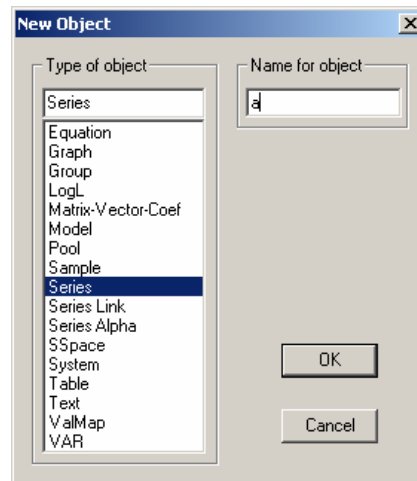 New Object
Type of object
Name for object
Series
a
Equation
Graph
Group
LogL
Matrix-Vector-Coef
Model
Pool
Sample
Series
Series Link
Series Alpha
SSpace
System
Table
Text
ValMap
VAR
OK
Cancel